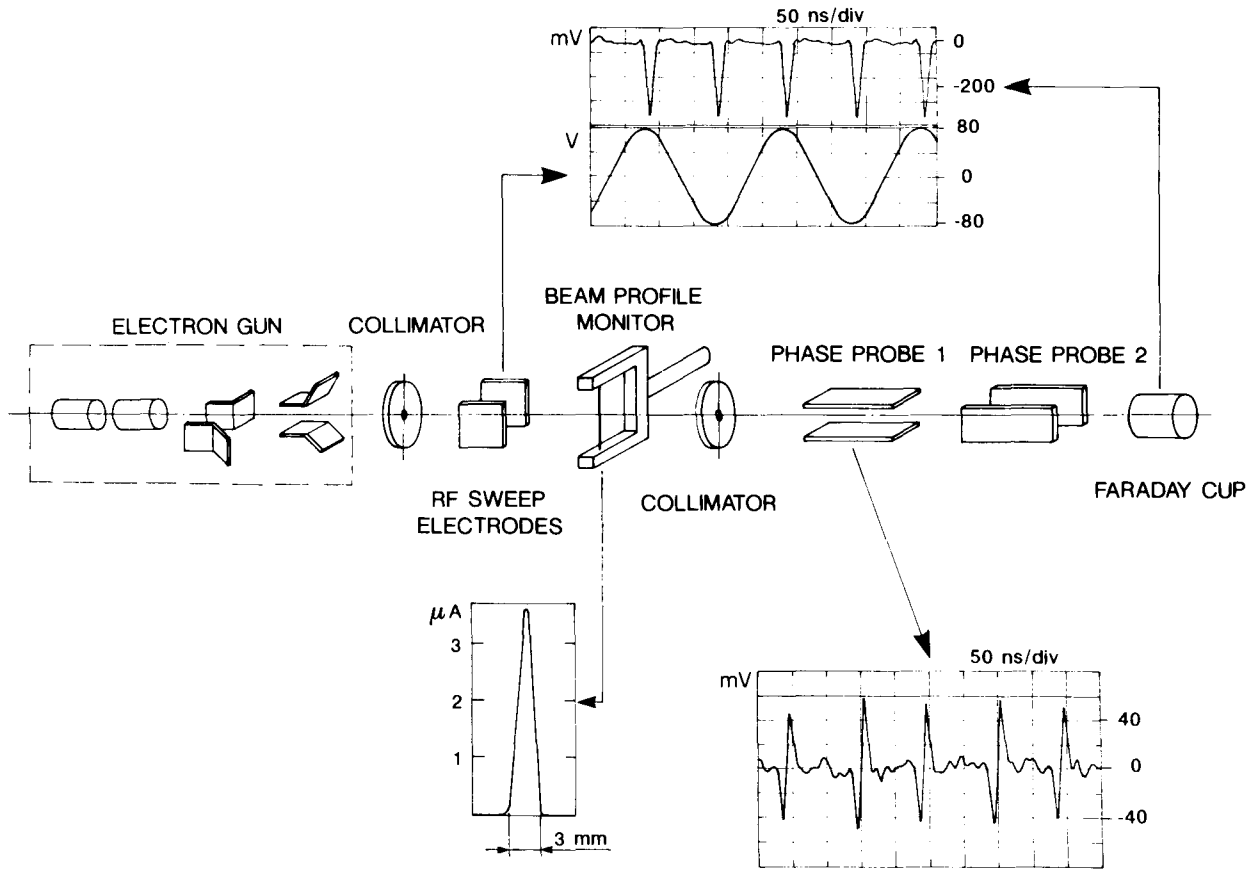 50 ns/div
mV
0
-200
V
80
0
-80
BEAM PROFILE
MONITOR
ELECTRON GUN
COLLIMATOR
PHASE PROBE 1
PHASE PROBE 2
RF SWEEP
ELECTRODES
COLLIMATOR
FARADAY CUP
μA
3
2
1
3 mm
50 ns/div
mV
40
0
-40